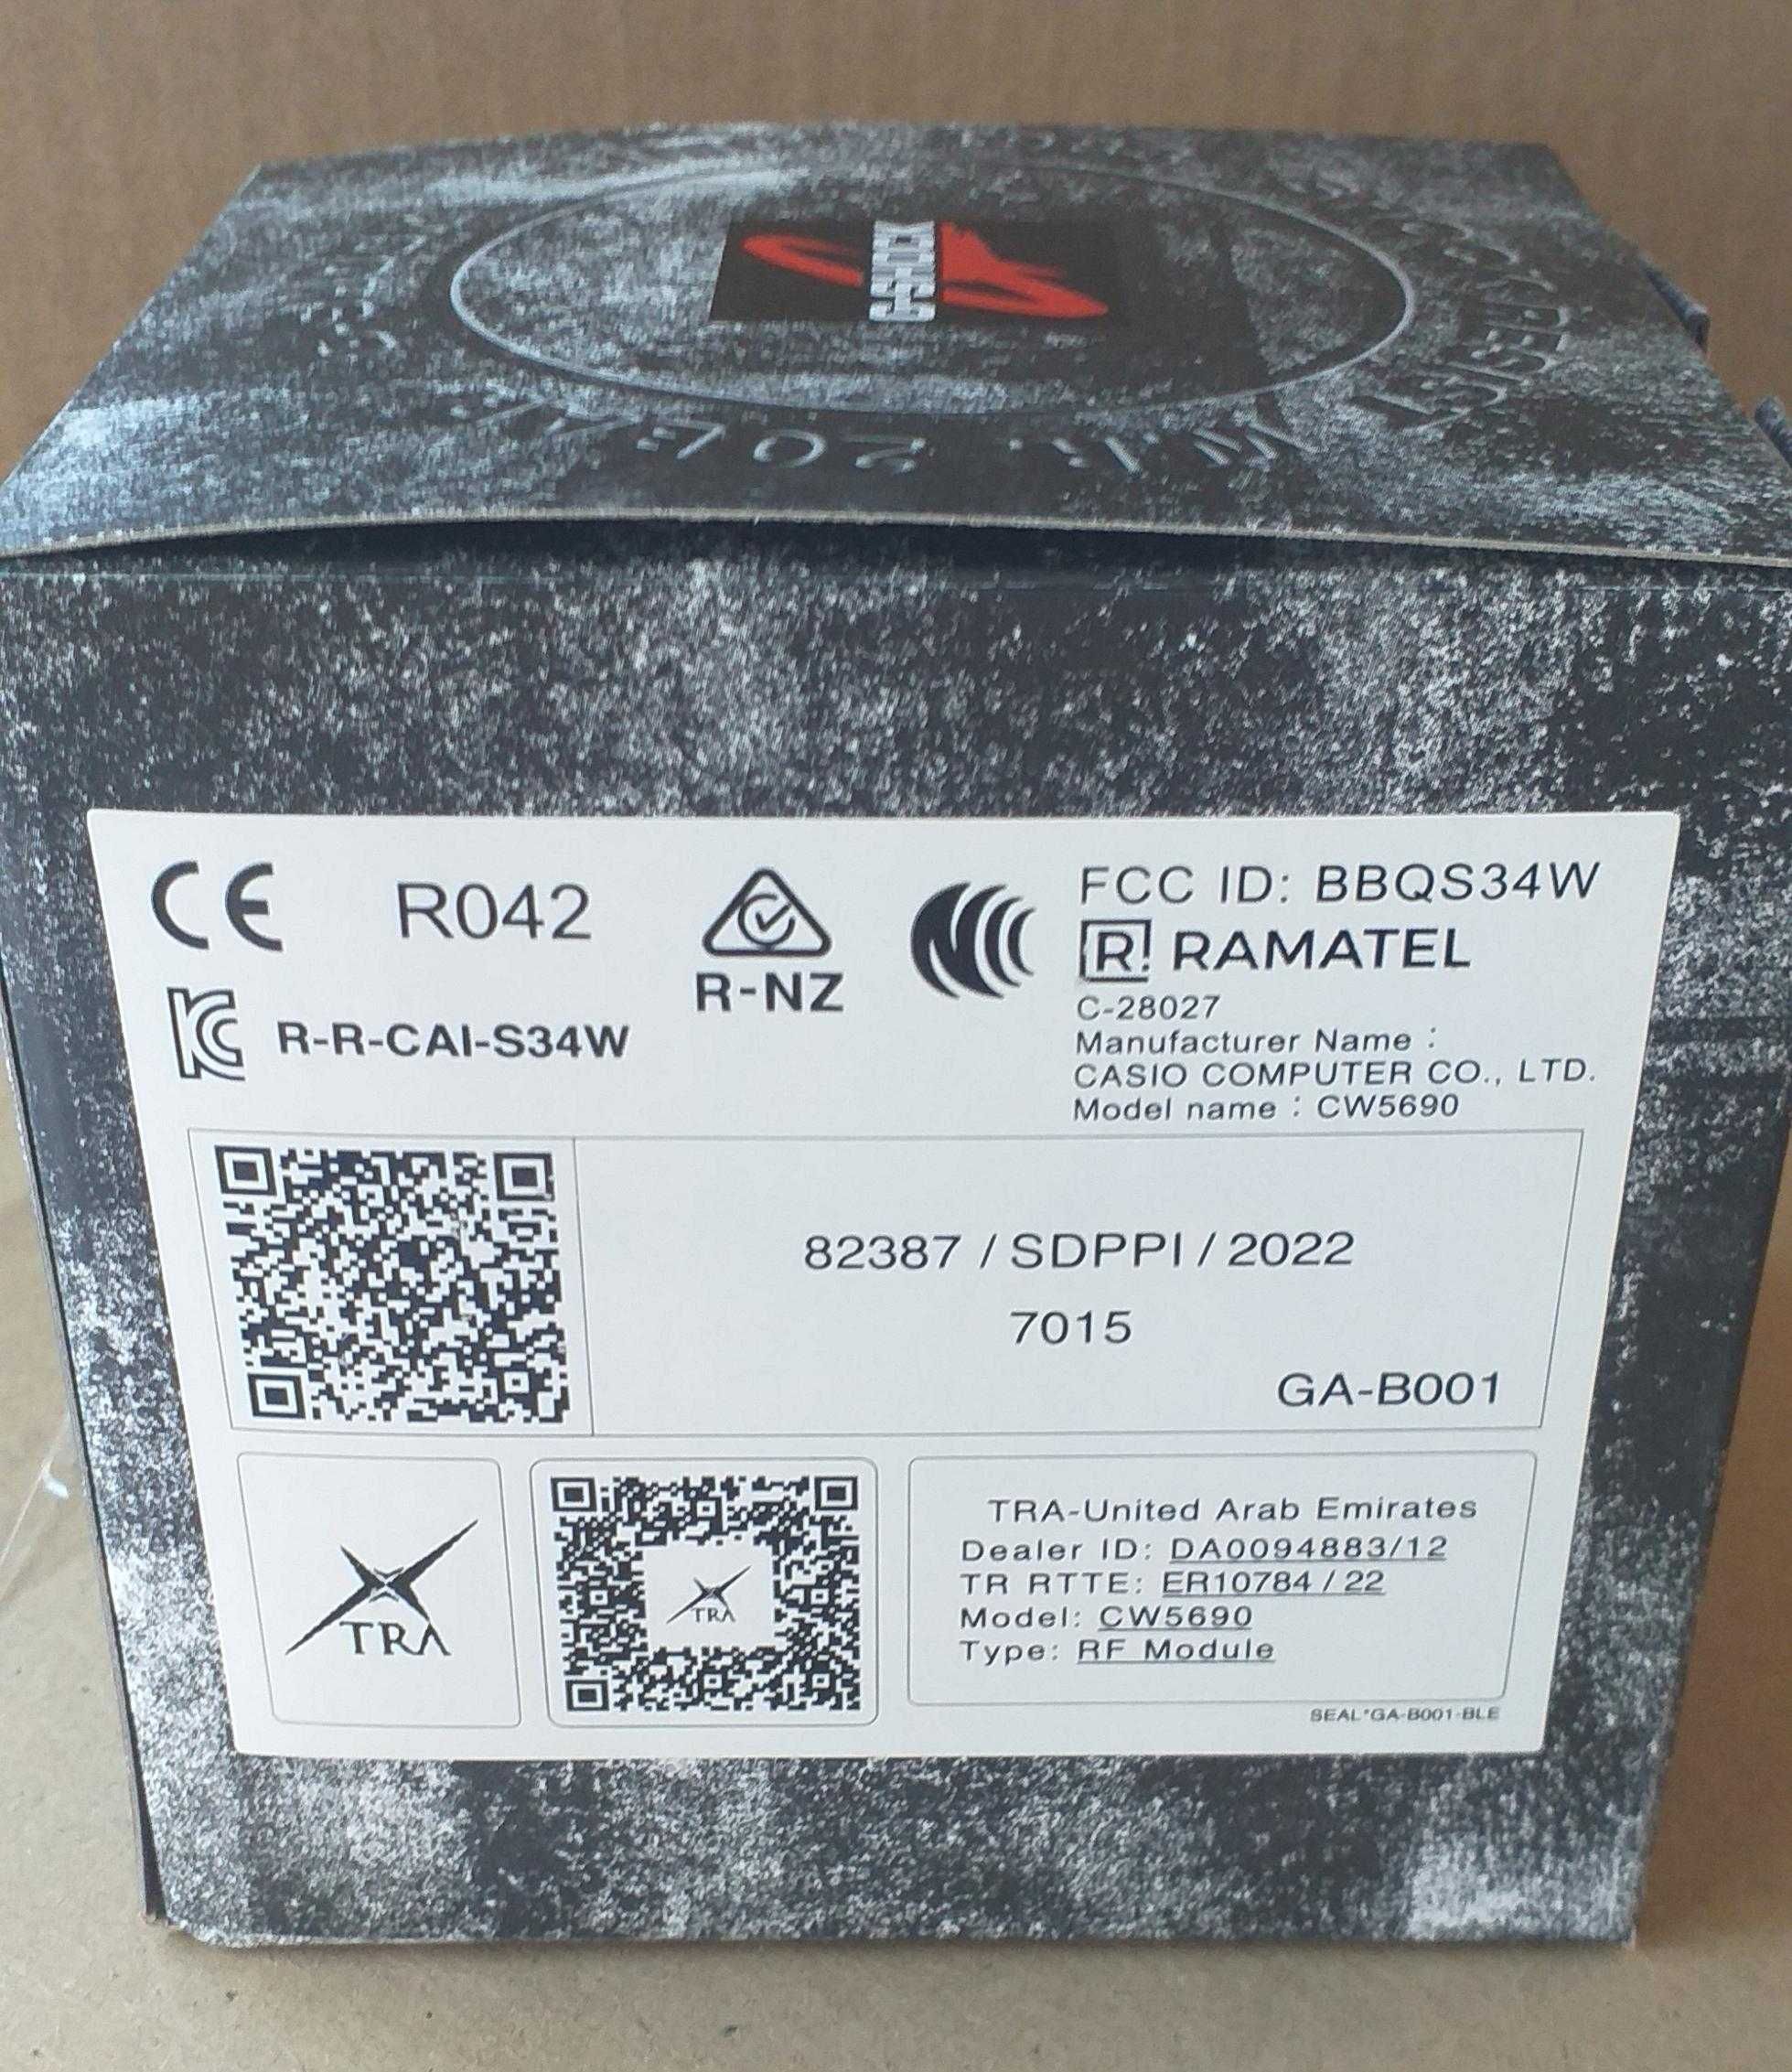 G-SHOCK
W.R. 20BAR
CE
R042
R-NZ
FCC ID: BBQS34W
R! RAMATEL
C-28027
Manufacturer Name :
CASIO COMPUTER CO., LTD.
Model name : CW5690
R-R-CAI-S34W
82387 / SDPPI / 2022
7015
GA-B001
TRA
TRA
TRA-United Arab Emirates
Dealer ID: DA0094883/12
TR RTTE: ER10784 / 22
Model: CW5690
Type: RF Module
SEAL*GA-B001-BLE